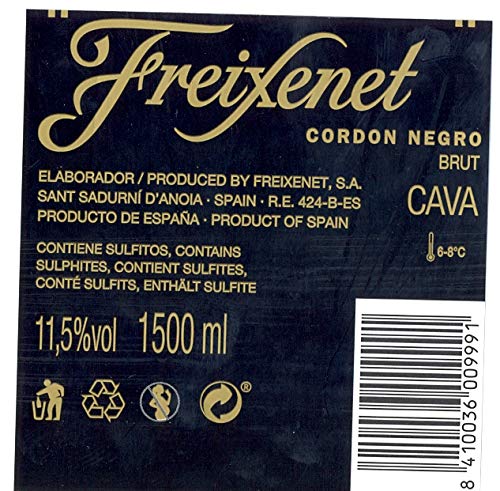 Freixenet
CORDON NEGRO
BRUT
ELABORADOR / PRODUCED BY FREIXENET, S.A.
SANT SADURNÍ D'ANOIA · SPAIN · R.E. 424-B-ES
PRODUCTO DE ESPAÑA · PRODUCT OF SPAIN
CAVA
6-8°C
CONTIENE SULFITOS, CONTAINS
SULPHITES, CONTIENT SULFITES,
CONTÉ SULFITS, ENTHÄLT SULFITE
11,5%vol 1500 ml
®
8 410036 009991